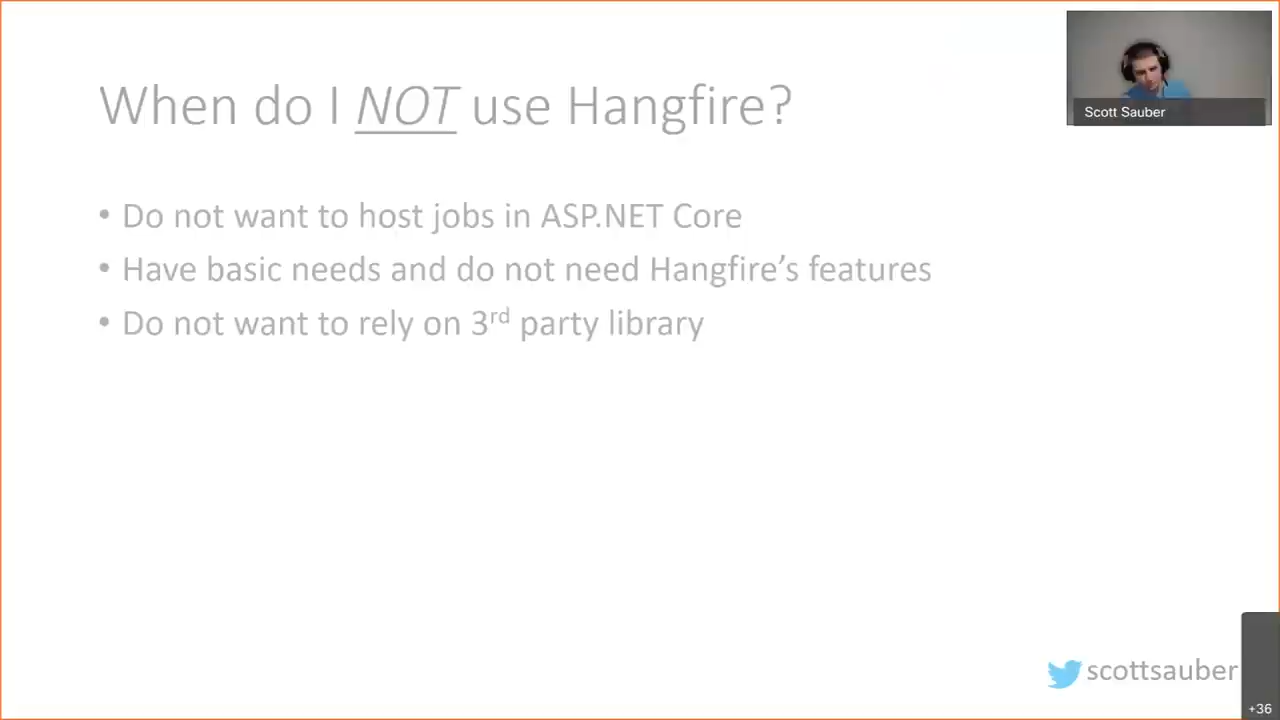 When do I NOT use Hangfire?
Scott Sauber
• Do not want to host jobs in ASP.NET Core
• Have basic needs and do not need Hangfire's features
• Do not want to rely on 3rd party library
scottsauber
+36